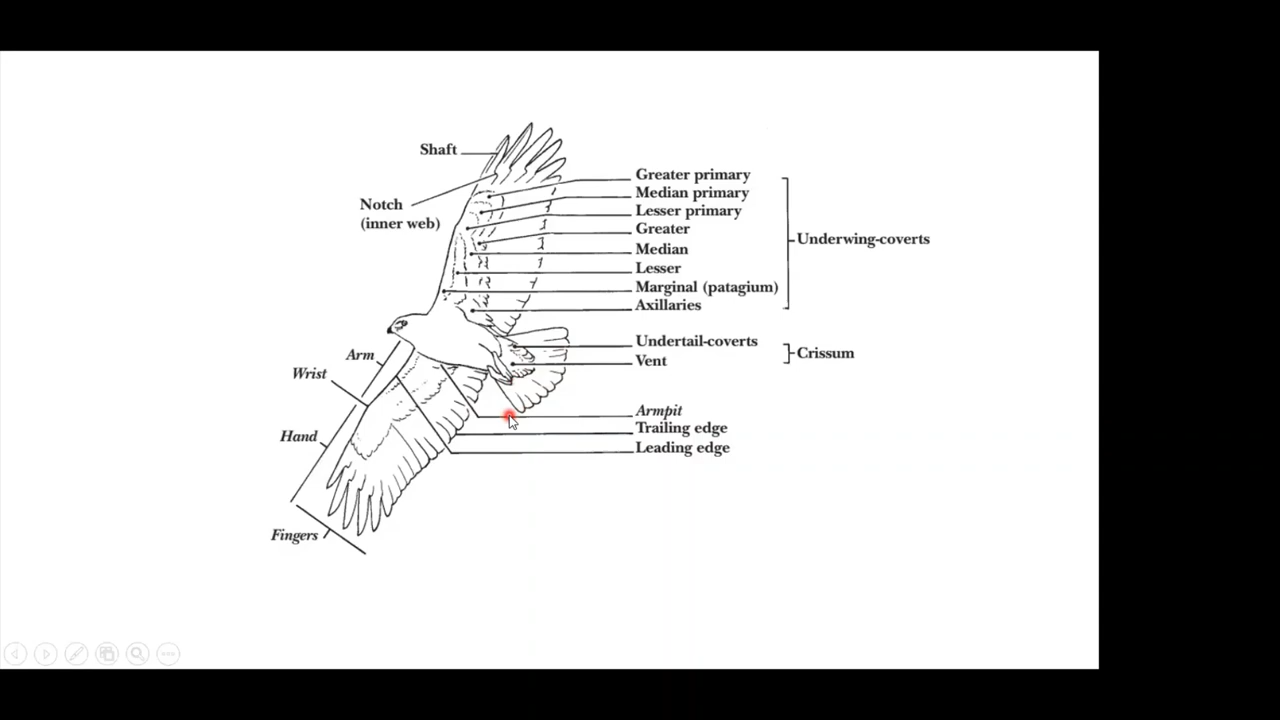 Shaft
Notch
(inner web)
Greater primary
Median primary
Lesser primary
Greater
Median
Lesser
Marginal (patagium)
Axillaries
Underwing-coverts
Undertail-coverts
Vent
Crissum
Arm
Wrist
Hand
Fingers
Armpit
Trailing edge
Leading edge